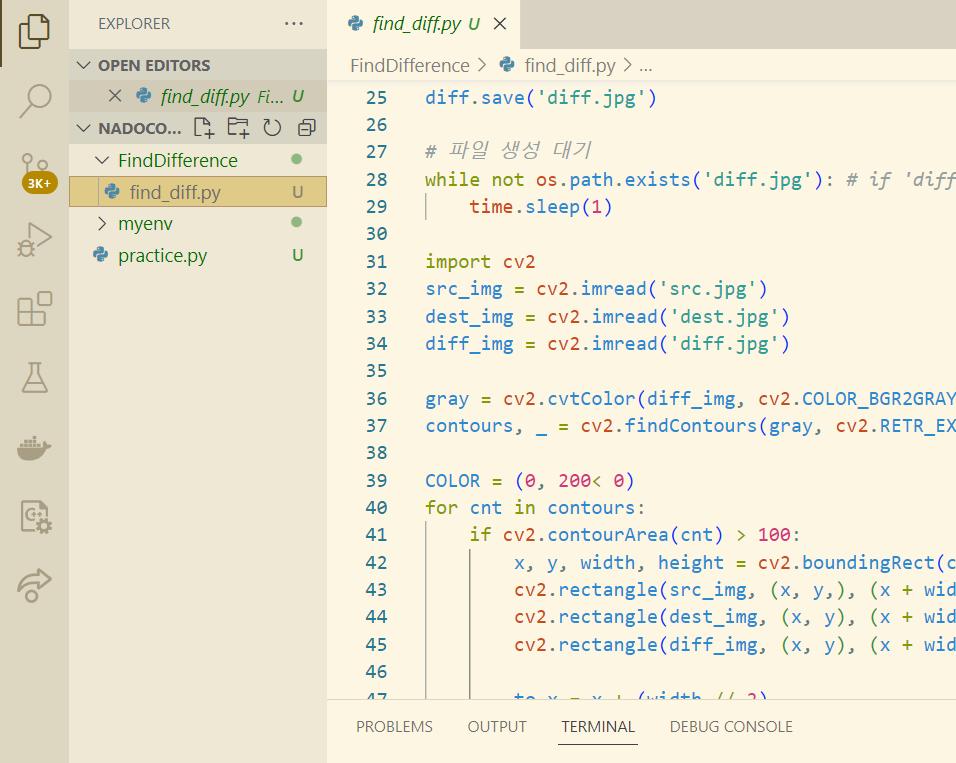 EXPLORER
OPEN EDITORS
find_diff.py Fi... U
NADOCO...
FindDifference
find_diff.py U
myenv
practice.py U
3K+
find_diff.py U
FindDifference > find_diff.py > ...
25 diff.save('diff.jpg')
26
27 # 파일 생성 대기
28 while not os.path.exists('diff.jpg'): # if 'diff
29 time.sleep(1)
30
31 import cv2
32 src_img = cv2.imread('src.jpg')
33 dest_img = cv2.imread('dest.jpg')
34 diff_img = cv2.imread('diff.jpg')
35
36 gray = cv2.cvtColor(diff_img, cv2.COLOR_BGR2GRAY
37 contours, _ = cv2.findContours(gray, cv2.RETR_EX
38
39 COLOR = (0, 200< 0)
40 for cnt in contours:
41 if cv2.contourArea(cnt) > 100:
42 x, y, width, height = cv2.boundingRect(c
43 cv2.rectangle(src_img, (x, y,), (x + wid
44 cv2.rectangle(dest_img, (x, y), (x + wid
45 cv2.rectangle(diff_img, (x, y), (x + wid
46
47 to_x = x + (width // 2)
PROBLEMS OUTPUT TERMINAL DEBUG CONSOLE